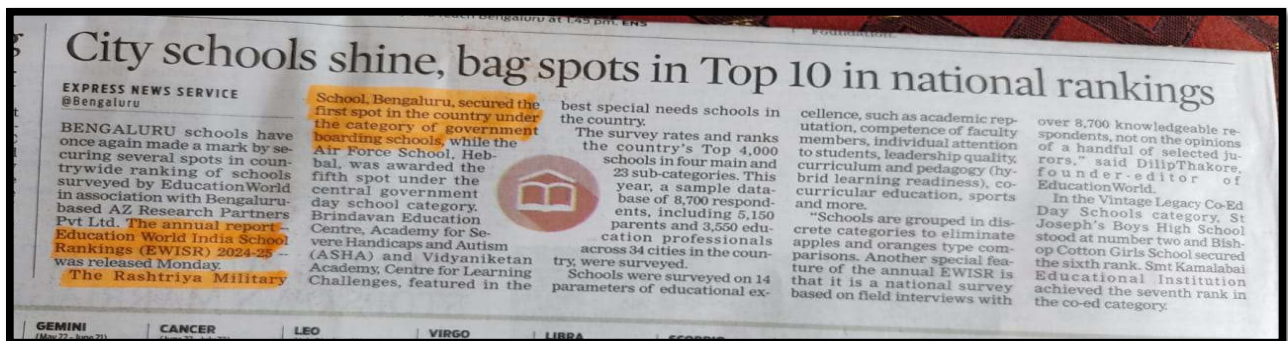 Bengaluru at 1.45 pm. ENS
Foundation.
City schools shine, bag spots in Top 10 in national rankings
EXPRESS NEWS SERVICE
@Bengaluru
BENGALURU schools have
once again made a mark by se-
curing several spots in coun-
trywide ranking of schools
surveyed by EducationWorld
in association with Bengaluru-
based AZ Research Partners
Pvt Ltd. The annual report –
Education World India School
Rankings (EWISR) 2024-25 –
was released Monday.
The Rashtriya Military
School, Bengaluru, secured the
first spot in the country under
the category of government
boarding schools, while the
Air Force School, Heb-
bal, was awarded the
fifth spot under the
central government
day school category.
Brindavan Education
Centre, Academy for Se-
vere Handicaps and Autism
(ASHA) and Vidyaniketan
Academy, Centre for Learning
Challenges, featured in the
best special needs schools in
the country.
The survey rates and ranks
the country's Top 4,000
schools in four main and
23 sub-categories. This
year, a sample data-
base of 8,700 respond-
ents, including 5,150
parents and 3,550 edu-
cation professionals
across 34 cities in the coun-
try, were surveyed.
Schools were surveyed on 14
parameters of educational ex-
cellence, such as academic rep-
utation, competence of faculty
members, individual attention
to students, leadership quality,
curriculum and pedagogy (hy-
brid learning readiness), co-
curricular education, sports
and more.
"Schools are grouped in dis-
crete categories to eliminate
apples and oranges type com-
parisons. Another special fea-
ture of the annual EWISR is
that it is a national survey
based on field interviews with
over 8,700 knowledgeable re-
spondents, not on the opinions
of a handful of selected ju-
rors," said DilipThakore,
founder-editor of
EducationWorld.
In the Vintage Legacy Co-Ed
Day Schools category, St
Joseph's Boys High School
stood at number two and Bish-
op Cotton Girls School secured
the sixth rank. Smt Kamalabai
Educational Institution
achieved the seventh rank in
the co-ed category.
GEMINI
CANCER
LEO
VIRGO
LIBRA